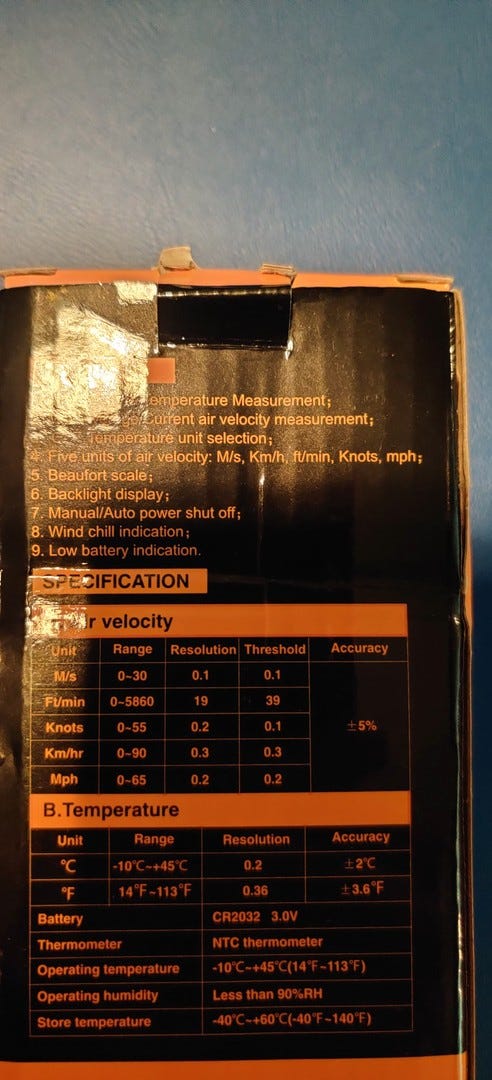 emperature Measurement;
Current air velocity measurement;
Temperature unit selection;
4. Five units of air velocity: M/s, Km/h, ft/min, Knots, mph;
5. Beaufort scale;
6. Backlight display;
7. Manual/Auto power shut off;
8. Wind chill indication;
9. Low battery indication.
SPECIFICATION
r velocity
Unit Range Resolution Threshold Accuracy
M/s 0~30 0.1 0.1
Ft/min 0~5860 19 39
Knots 0~55 0.2 0.1 ±5%
Km/hr 0~90 0.3 0.3
Mph 0~65 0.2 0.2
B.Temperature
Unit Range Resolution Accuracy
℃ -10℃~+45℃ 0.2 ±2℃
℉ 14℉~113℉ 0.36 ±3.6℉
Battery CR2032 3.0V
Thermometer NTC thermometer
Operating temperature -10℃~+45℃(14℉~113℉)
Operating humidity Less than 90%RH
Store temperature -40℃~+60℃(-40℉~140℉)